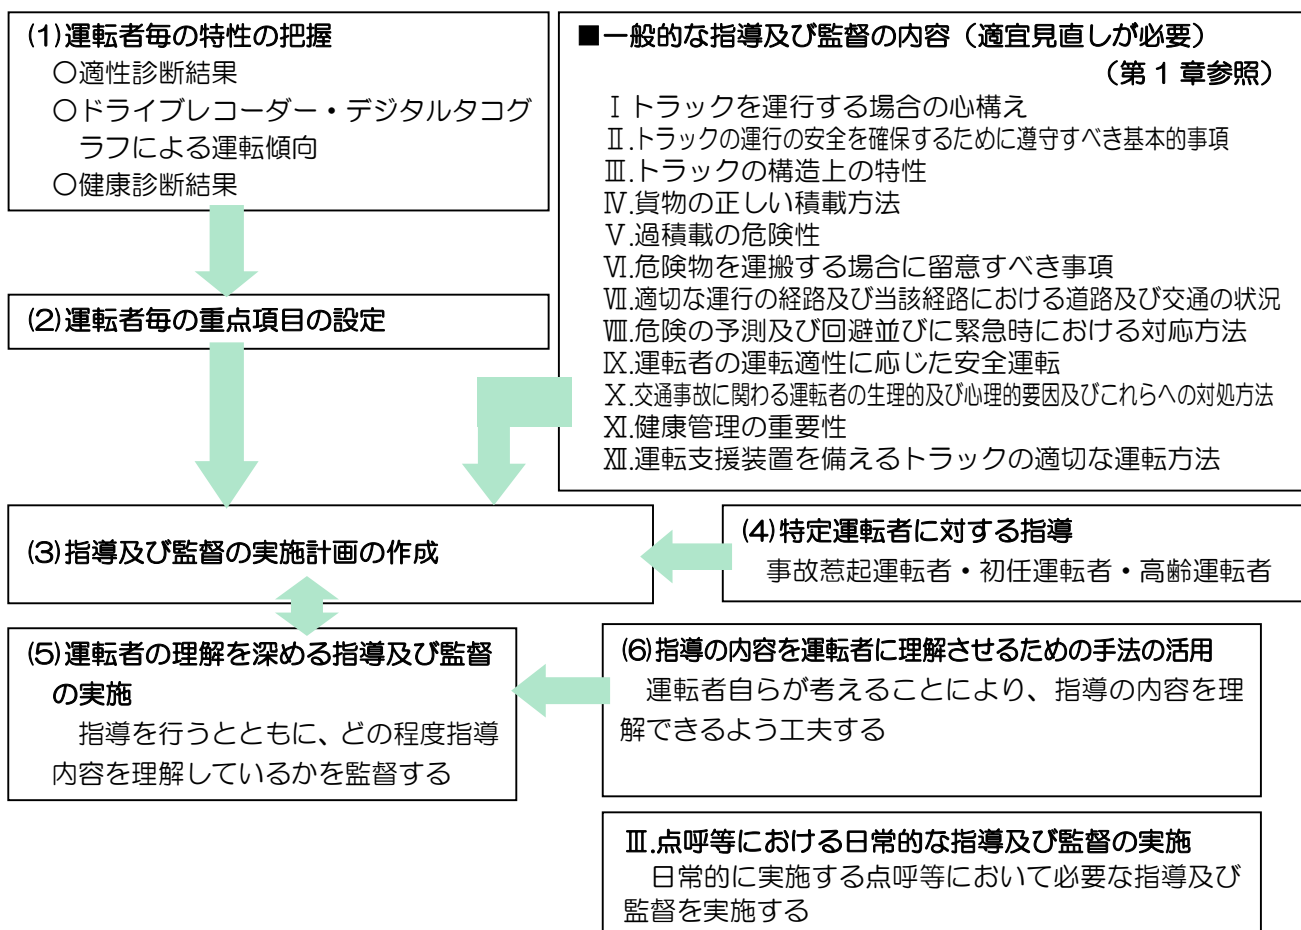 (1)運転者毎の特性の把握
〇適性診断結果
〇ドライブレコーダー・デジタルタコグ
ラフによる運転傾向
〇健康診断結果
(2)運転者毎の重点項目の設定
■一般的な指導及び監督の内容（適宜見直しが必要）
（第1章参照）
Ⅰトラックを運行する場合の心構え
Ⅱ.トラックの運行の安全を確保するために遵守すべき基本的事項
Ⅲ.トラックの構造上の特性
Ⅳ.貨物の正しい積載方法
Ⅴ.過積載の危険性
Ⅵ.危険物を運搬する場合に留意すべき事項
Ⅶ.適切な運行の経路及び当該経路における道路及び交通の状況
Ⅷ.危険の予測及び回避並びに緊急時における対応方法
Ⅸ.運転者の運転適性に応じた安全運転
Ⅹ.交通事故に関わる運転者の生理的及び心理的要因及びこれらへの対処方法
Ⅺ.健康管理の重要性
Ⅻ.運転支援装置を備えるトラックの適切な運転方法
(3)指導及び監督の実施計画の作成
(4)特定運転者に対する指導
事故惹起運転者・初任運転者・高齢運転者
(5)運転者の理解を深める指導及び監督
の実施
指導を行うとともに、どの程度指導
内容を理解しているかを監督する
(6)指導の内容を運転者に理解させるための手法の活用
運転者自らが考えることにより、指導の内容を理
解できるよう工夫する
Ⅲ.点呼等における日常的な指導及び監督の実施
日常的に実施する点呼等において必要な指導及び
監督を実施する